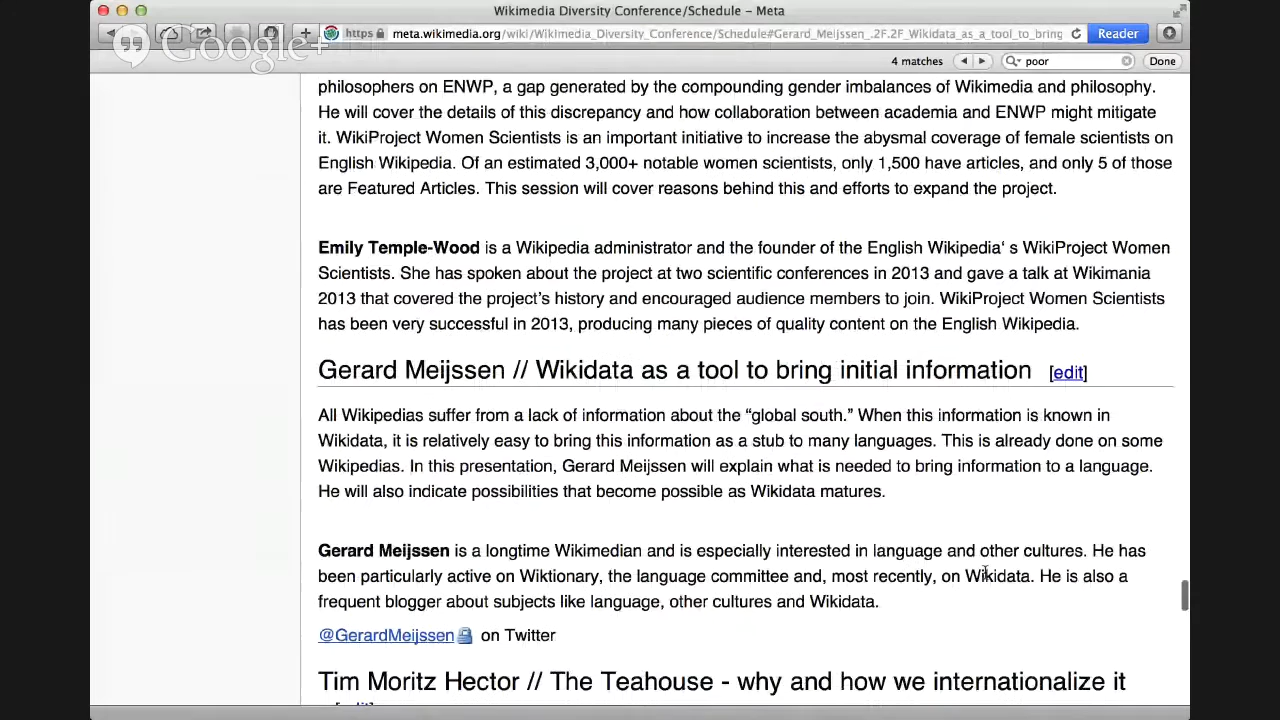 Wikimedia Diversity Conference/Schedule – Meta
Google+
https meta.wikimedia.org/wiki/Wikimedia_Diversity_Conference/Schedule#Gerard_Meijssen_.2F.2F_Wikidata_as_a_tool_to_bring Reader
4 matches poor Done
philosophers on ENWP, a gap generated by the compounding gender imbalances of Wikimedia and philosophy.
He will cover the details of this discrepancy and how collaboration between academia and ENWP might mitigate
it. WikiProject Women Scientists is an important initiative to increase the abysmal coverage of female scientists on
English Wikipedia. Of an estimated 3,000+ notable women scientists, only 1,500 have articles, and only 5 of those
are Featured Articles. This session will cover reasons behind this and efforts to expand the project.
Emily Temple-Wood is a Wikipedia administrator and the founder of the English Wikipedia‘ s WikiProject Women
Scientists. She has spoken about the project at two scientific conferences in 2013 and gave a talk at Wikimania
2013 that covered the project’s history and encouraged audience members to join. WikiProject Women Scientists
has been very successful in 2013, producing many pieces of quality content on the English Wikipedia.
Gerard Meijssen // Wikidata as a tool to bring initial information [edit]
All Wikipedias suffer from a lack of information about the “global south.” When this information is known in
Wikidata, it is relatively easy to bring this information as a stub to many languages. This is already done on some
Wikipedias. In this presentation, Gerard Meijssen will explain what is needed to bring information to a language.
He will also indicate possibilities that become possible as Wikidata matures.
Gerard Meijssen is a longtime Wikimedian and is especially interested in language and other cultures. He has
been particularly active on Wiktionary, the language committee and, most recently, on Wikidata. He is also a
frequent blogger about subjects like language, other cultures and Wikidata.
@GerardMeijssen on Twitter
Tim Moritz Hector // The Teahouse - why and how we internationalize it
[edit]